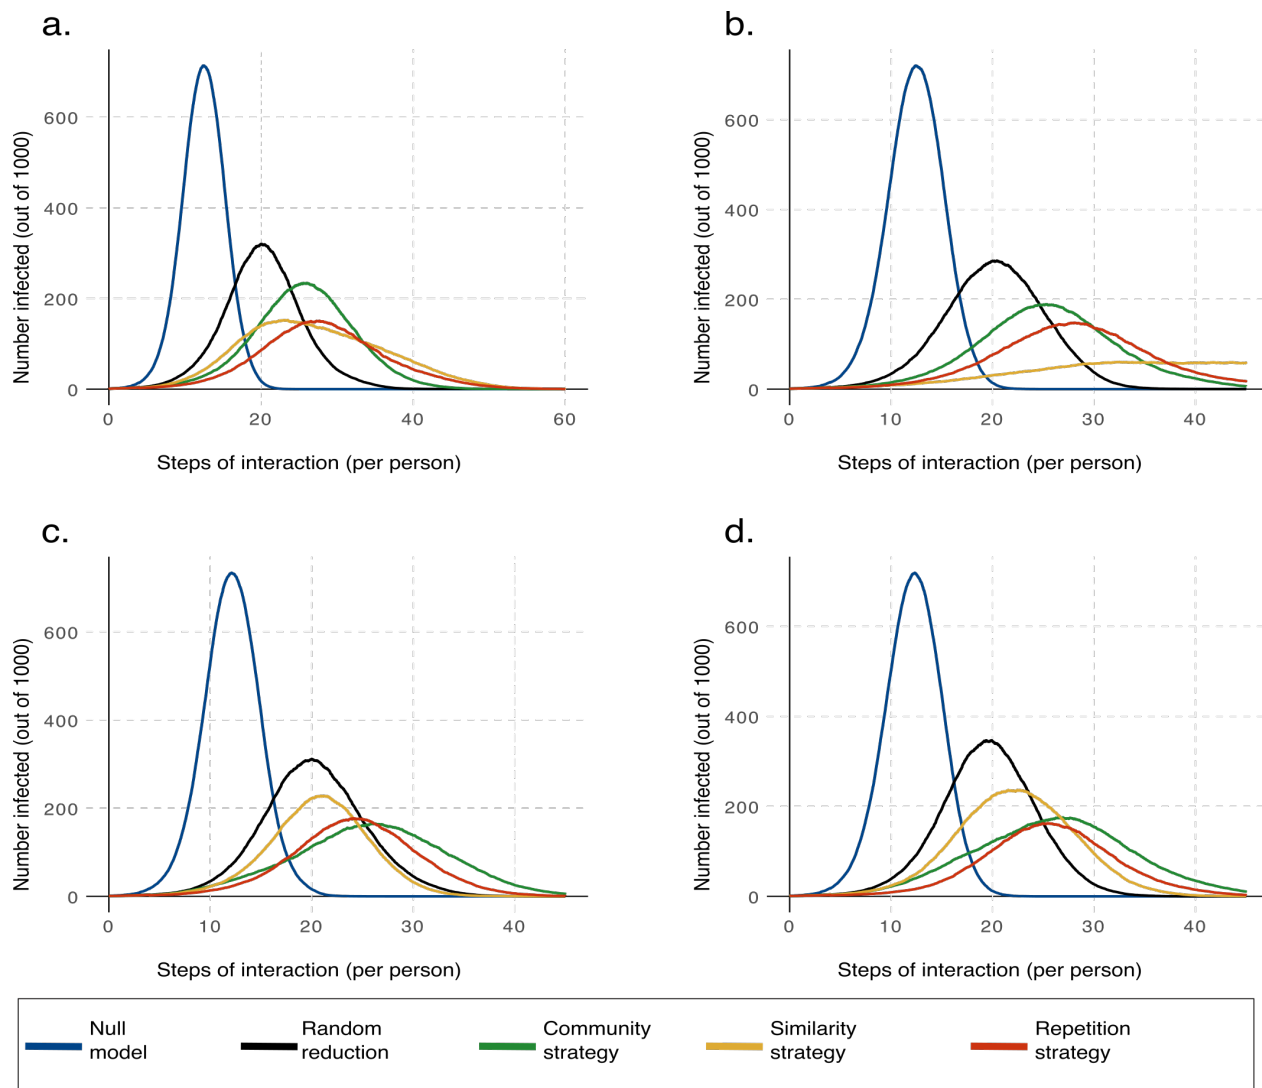 a.
Number infected (out of 1000)
600
400
200
0
0 20 40 60
Steps of interaction (per person)
b.
Number infected (out of 1000)
600
400
200
0
0 10 20 30 40
Steps of interaction (per person)
c.
Number infected (out of 1000)
600
400
200
0
0 10 20 30 40
Steps of interaction (per person)
d.
Number infected (out of 1000)
600
400
200
0
0 10 20 30 40
Steps of interaction (per person)
Null
model
Random
reduction
Community
strategy
Similarity
strategy
Repetition
strategy